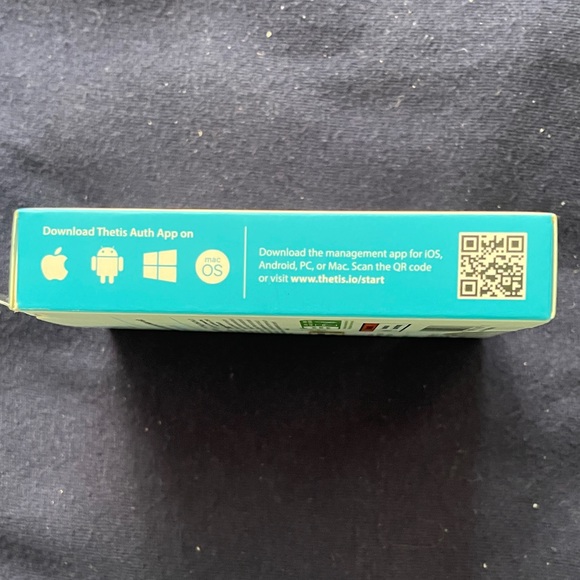 Download Thetis Auth App on
mac
OS
Download the management app for iOS,
Android, PC, or Mac. Scan the QR code
or visit www.thetis.io/start